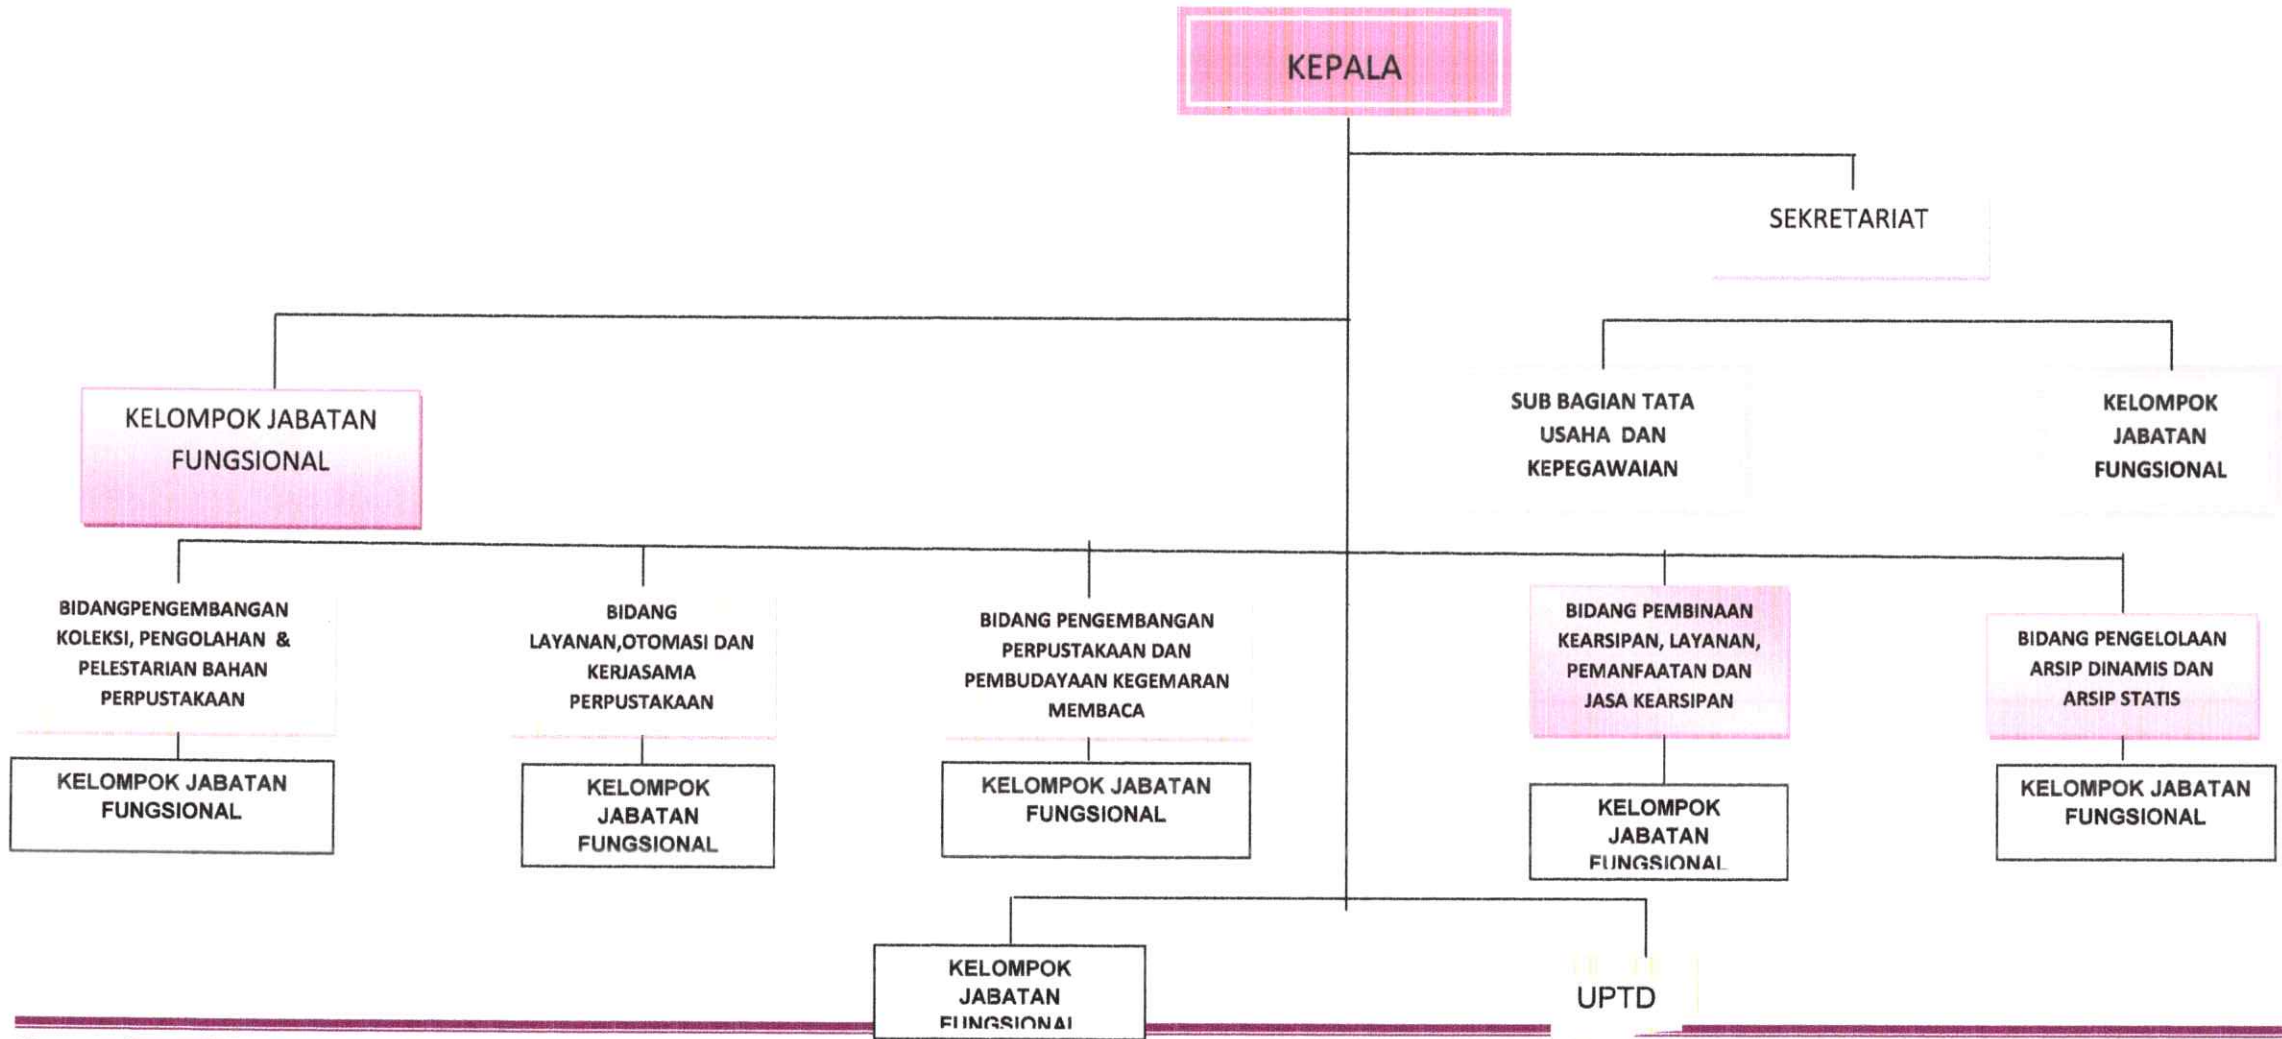 KEPALA
SEKRETARIAT
KELOMPOK JABATAN
FUNGSIONAL
SUB BAGIAN TATA
USAHA DAN
KEPEGAWAIAN
KELOMPOK
JABATAN
FUNGSIONAL
BIDANGPENGEMBANGAN
KOLEKSI, PENGOLAHAN &
PELESTARIAN BAHAN
PERPUSTAKAAN
BIDANG
LAYANAN,OTOMASI DAN
KERJASAMA
PERPUSTAKAAN
BIDANG PENGEMBANGAN
PERPUSTAKAAN DAN
PEMBUDAYAAN KEGEMARAN
MEMBACA
BIDANG PEMBINAAN
KEARSIPAN, LAYANAN,
PEMANFAATAN DAN
JASA KEARSIPAN
BIDANG PENGELOLAAN
ARSIP DINAMIS DAN
ARSIP STATIS
KELOMPOK JABATAN
FUNGSIONAL
KELOMPOK
JABATAN
FUNGSIONAL
KELOMPOK JABATAN
FUNGSIONAL
KELOMPOK
JABATAN
FUNGSIONAL
KELOMPOK JABATAN
FUNGSIONAL
KELOMPOK
JABATAN
FUNGSIONAL
UPTD